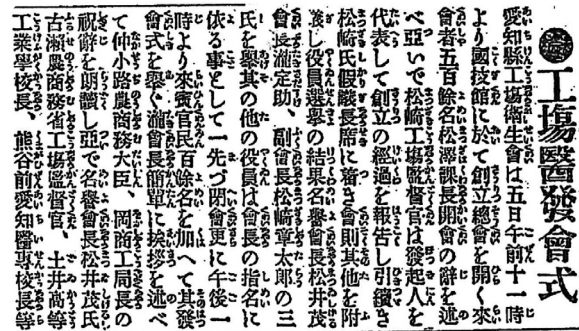 ◉工塲醫發會式
愛知縣工塲衛生會は五日午前十一時
より國技館に於て創立總會を開く來
會者五百餘名松澤課長開會の辭を述
べ亞いで松崎工塲監督官は發起人を
代表して創立の經過を報告し引續き
松崎氏假議長席に着き會則其他を附
議し役員選擧の結果名譽會長松井茂
會長瀧定助、副會長松崎章太郎の三
氏を擧其の他の役員は會長の指名に
依る事として一先づ閉會更に午後一
時より來賓官民百餘名を加へて其發
會式を擧ぐ瀧會長簡單に挨拶を述べ
て仲小路農商務大臣、岡商工局長の
祝辭を朗讀し亞で名譽會長松井茂氏
古瀬農商務省工塲監督官、土井高等
工業學校長、熊谷前愛知醫專校長等